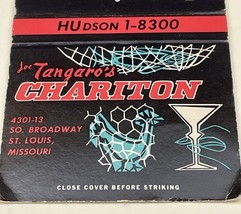 HUDSON 1-8300
Joe Tangaro's
CHARITON
4301-13
SO. BROADWAY
ST. LOUIS,
MISSOURI
CLOSE COVER BEFORE STRIKING